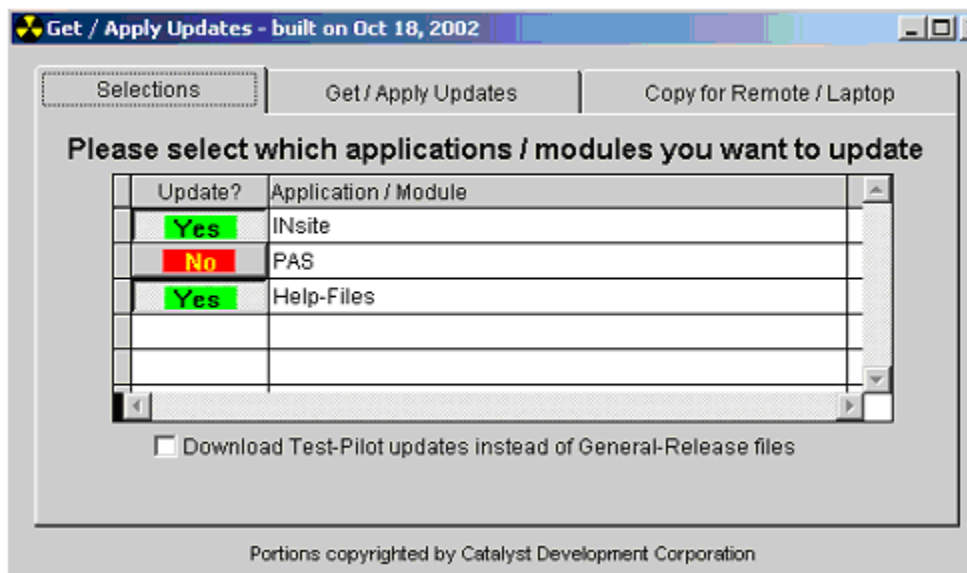 Get / Apply Updates - built on Oct 18, 2002
Selections Get / Apply Updates Copy for Remote / Laptop
Please select which applications / modules you want to update
Update? Application / Module
Yes INsite
No PAS
Yes Help-Files
Download Test-Pilot updates instead of General-Release files
Portions copyrighted by Catalyst Development Corporation